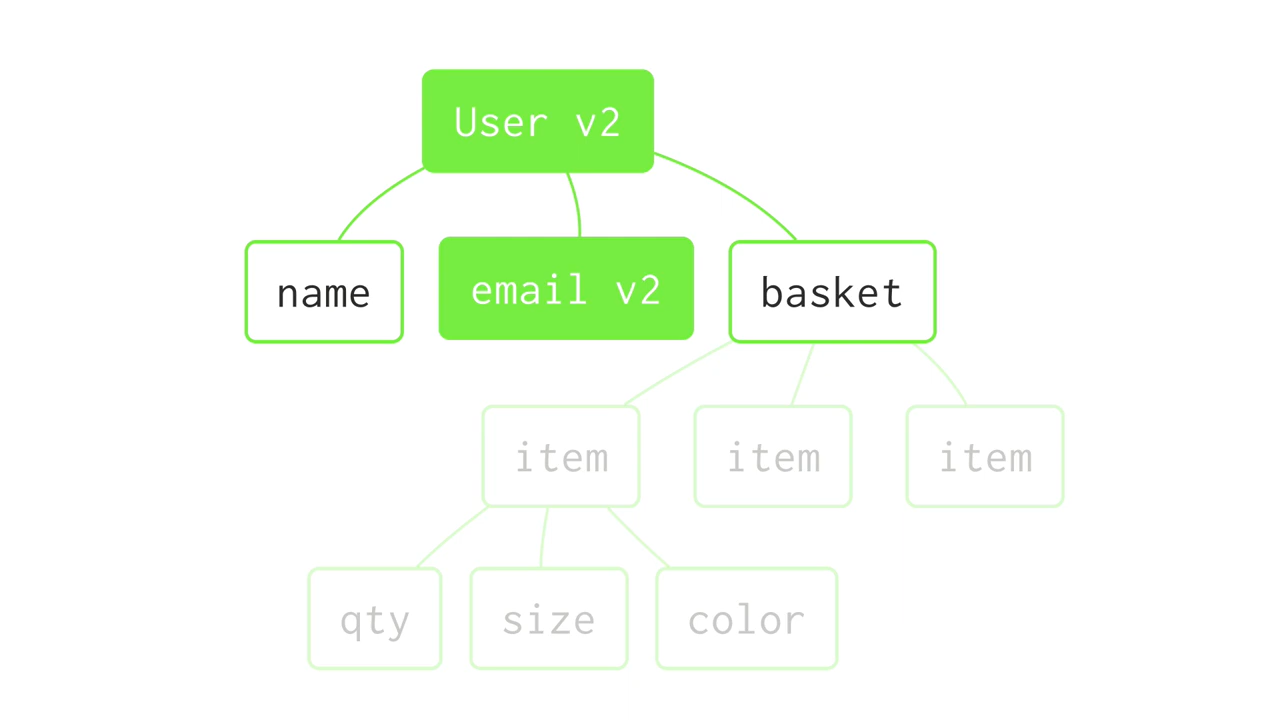 User v2
name
email v2
basket
item
item
item
qty
size
color